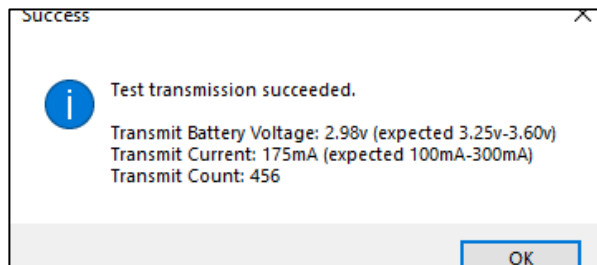 Success
Test transmission succeeded.
Transmit Battery Voltage: 2.98v (expected 3.25v-3.60v)
Transmit Current: 175mA (expected 100mA-300mA)
Transmit Count: 456
OK